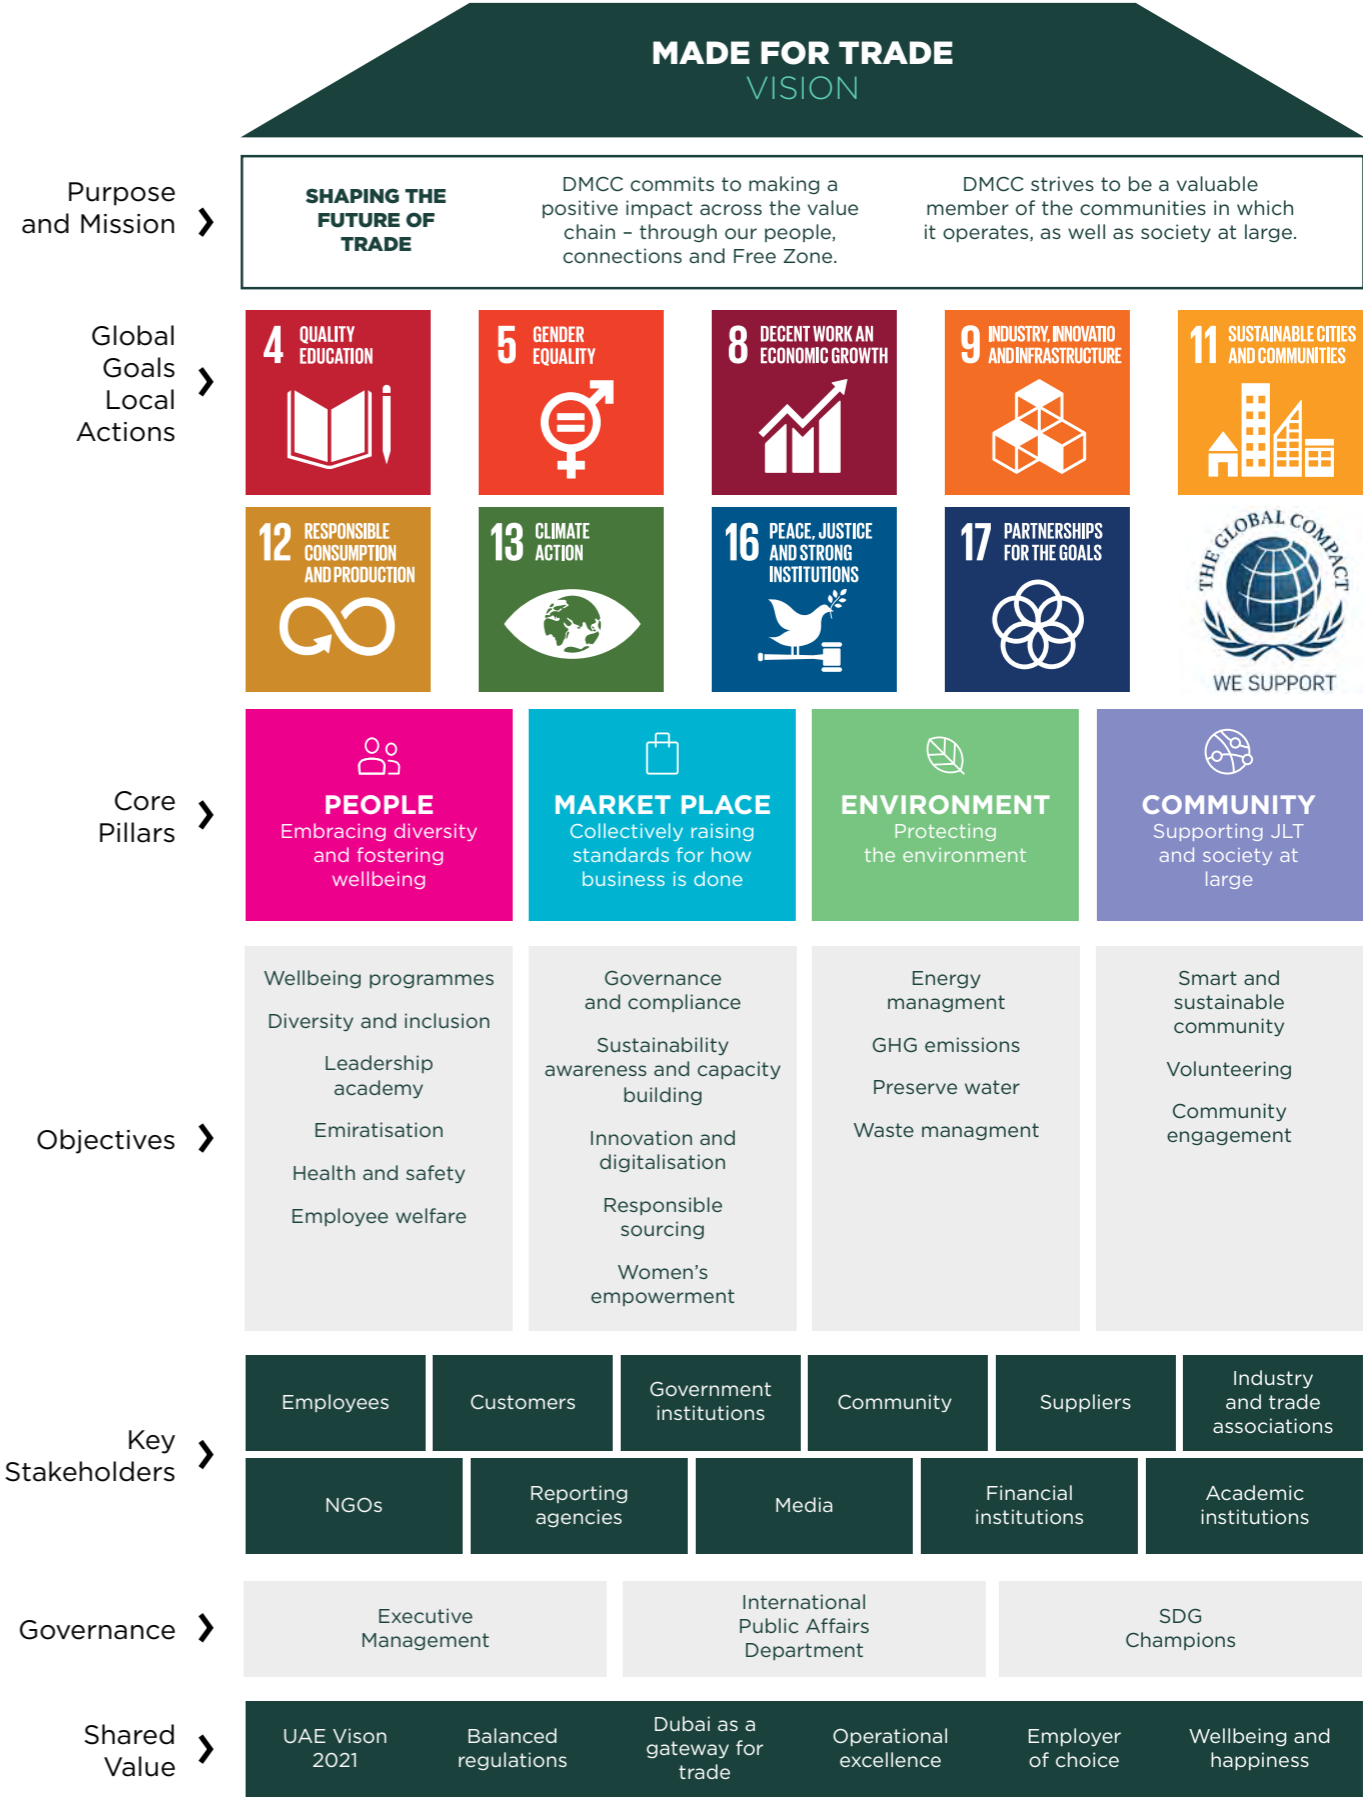 MADE FOR TRADE
VISION
Purpose
and Mission
SHAPING THE
FUTURE OF
TRADE
DMCC commits to making a
positive impact across the value
chain – through our people,
connections and Free Zone.
DMCC strives to be a valuable
member of the communities in which
it operates, as well as society at large.
Global
Goals
Local
Actions
4 QUALITY
EDUCATION
5 GENDER
EQUALITY
8 DECENT WORK AN
ECONOMIC GROWTH
9 INDUSTRY, INNOVATIO
AND INFRASTRUCTURE
11 SUSTAINABLE CITIES
AND COMMUNITIES
12 RESPONSIBLE
CONSUMPTION
AND PRODUCTION
13 CLIMATE
ACTION
16 PEACE, JUSTICE
AND STRONG
INSTITUTIONS
17 PARTNERSHIPS
FOR THE GOALS
THE GLOBAL COMPACT
WE SUPPORT
Core
Pillars
PEOPLE
Embracing diversity
and fostering
wellbeing
MARKET PLACE
Collectively raising
standards for how
business is done
ENVIRONMENT
Protecting
the environment
COMMUNITY
Supporting JLT
and society at
large
Objectives
Wellbeing programmes
Diversity and inclusion
Leadership
academy
Emiratisation
Health and safety
Employee welfare
Governance
and compliance
Sustainability
awareness and capacity
building
Innovation and
digitalisation
Responsible
sourcing
Women's
empowerment
Energy
managment
GHG emissions
Preserve water
Waste managment
Smart and
sustainable
community
Volunteering
Community
engagement
Key
Stakeholders
Employees
Customers
Government
institutions
Community
Suppliers
Industry
and trade
associations
NGOs
Reporting
agencies
Media
Financial
institutions
Academic
institutions
Governance
Executive
Management
International
Public Affairs
Department
SDG
Champions
Shared
Value
UAE Vison
2021
Balanced
regulations
Dubai as a
gateway for
trade
Operational
excellence
Employer
of choice
Wellbeing and
happiness